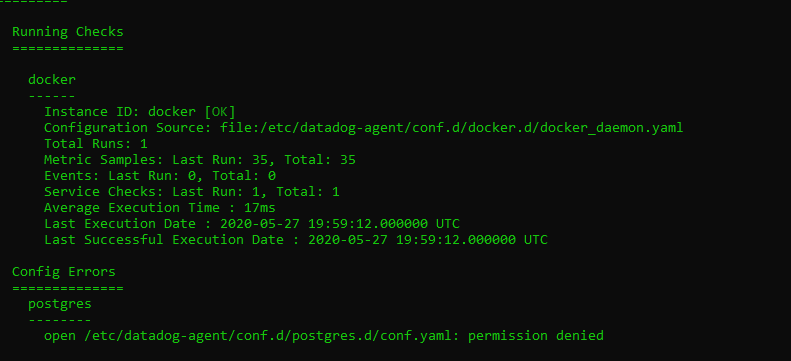 =========
Running Checks
==============
docker
------
Instance ID: docker [OK]
Configuration Source: file:/etc/datadog-agent/conf.d/docker.d/docker_daemon.yaml
Total Runs: 1
Metric Samples: Last Run: 35, Total: 35
Events: Last Run: 0, Total: 0
Service Checks: Last Run: 1, Total: 1
Average Execution Time : 17ms
Last Execution Date : 2020-05-27 19:59:12.000000 UTC
Last Successful Execution Date : 2020-05-27 19:59:12.000000 UTC
Config Errors
==============
postgres
--------
open /etc/datadog-agent/conf.d/postgres.d/conf.yaml: permission denied